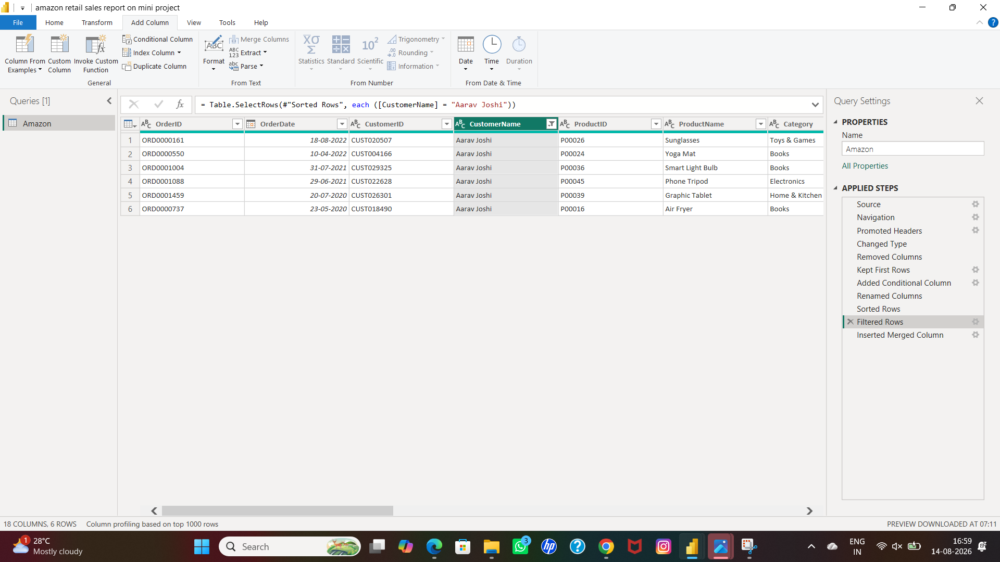 amazon retail sales report on mini project
File Home Transform Add Column View Tools Help
Column From Examples
Custom Column
Invoke Custom Function
Conditional Column
Index Column
Duplicate Column
General
Format
Merge Columns
Extract
Parse
From Text
Statistics
Standard
Scientific
Trigonometry
Rounding
Information
From Number
Date
Time
Duration
From Date & Time
Queries [1]
Amazon
= Table.SelectRows(#"Sorted Rows", each ([CustomerName] = "Aarav Joshi"))
OrderID OrderDate CustomerID CustomerName ProductID ProductName Category
1 ORD0000161 18-08-2022 CUST020507 Aarav Joshi P00026 Sunglasses Toys & Games
2 ORD0000550 10-04-2022 CUST004166 Aarav Joshi P00024 Yoga Mat Books
3 ORD0001004 31-07-2021 CUST029325 Aarav Joshi P00036 Smart Light Bulb Books
4 ORD0001088 29-06-2021 CUST022628 Aarav Joshi P00045 Phone Tripod Electronics
5 ORD0001459 20-07-2020 CUST026301 Aarav Joshi P00039 Graphic Tablet Home & Kitchen
6 ORD0000737 23-05-2020 CUST018490 Aarav Joshi P00016 Air Fryer Books
Query Settings
PROPERTIES
Name
Amazon
All Properties
APPLIED STEPS
Source
Navigation
Promoted Headers
Changed Type
Removed Columns
Kept First Rows
Added Conditional Column
Renamed Columns
Sorted Rows
Filtered Rows
Inserted Merged Column
18 COLUMNS, 6 ROWS Column profiling based on top 1000 rows
PREVIEW DOWNLOADED AT 07:11
1
28°C
Mostly cloudy
Search
3
hp
ENG
IN
16:59
14-08-2026